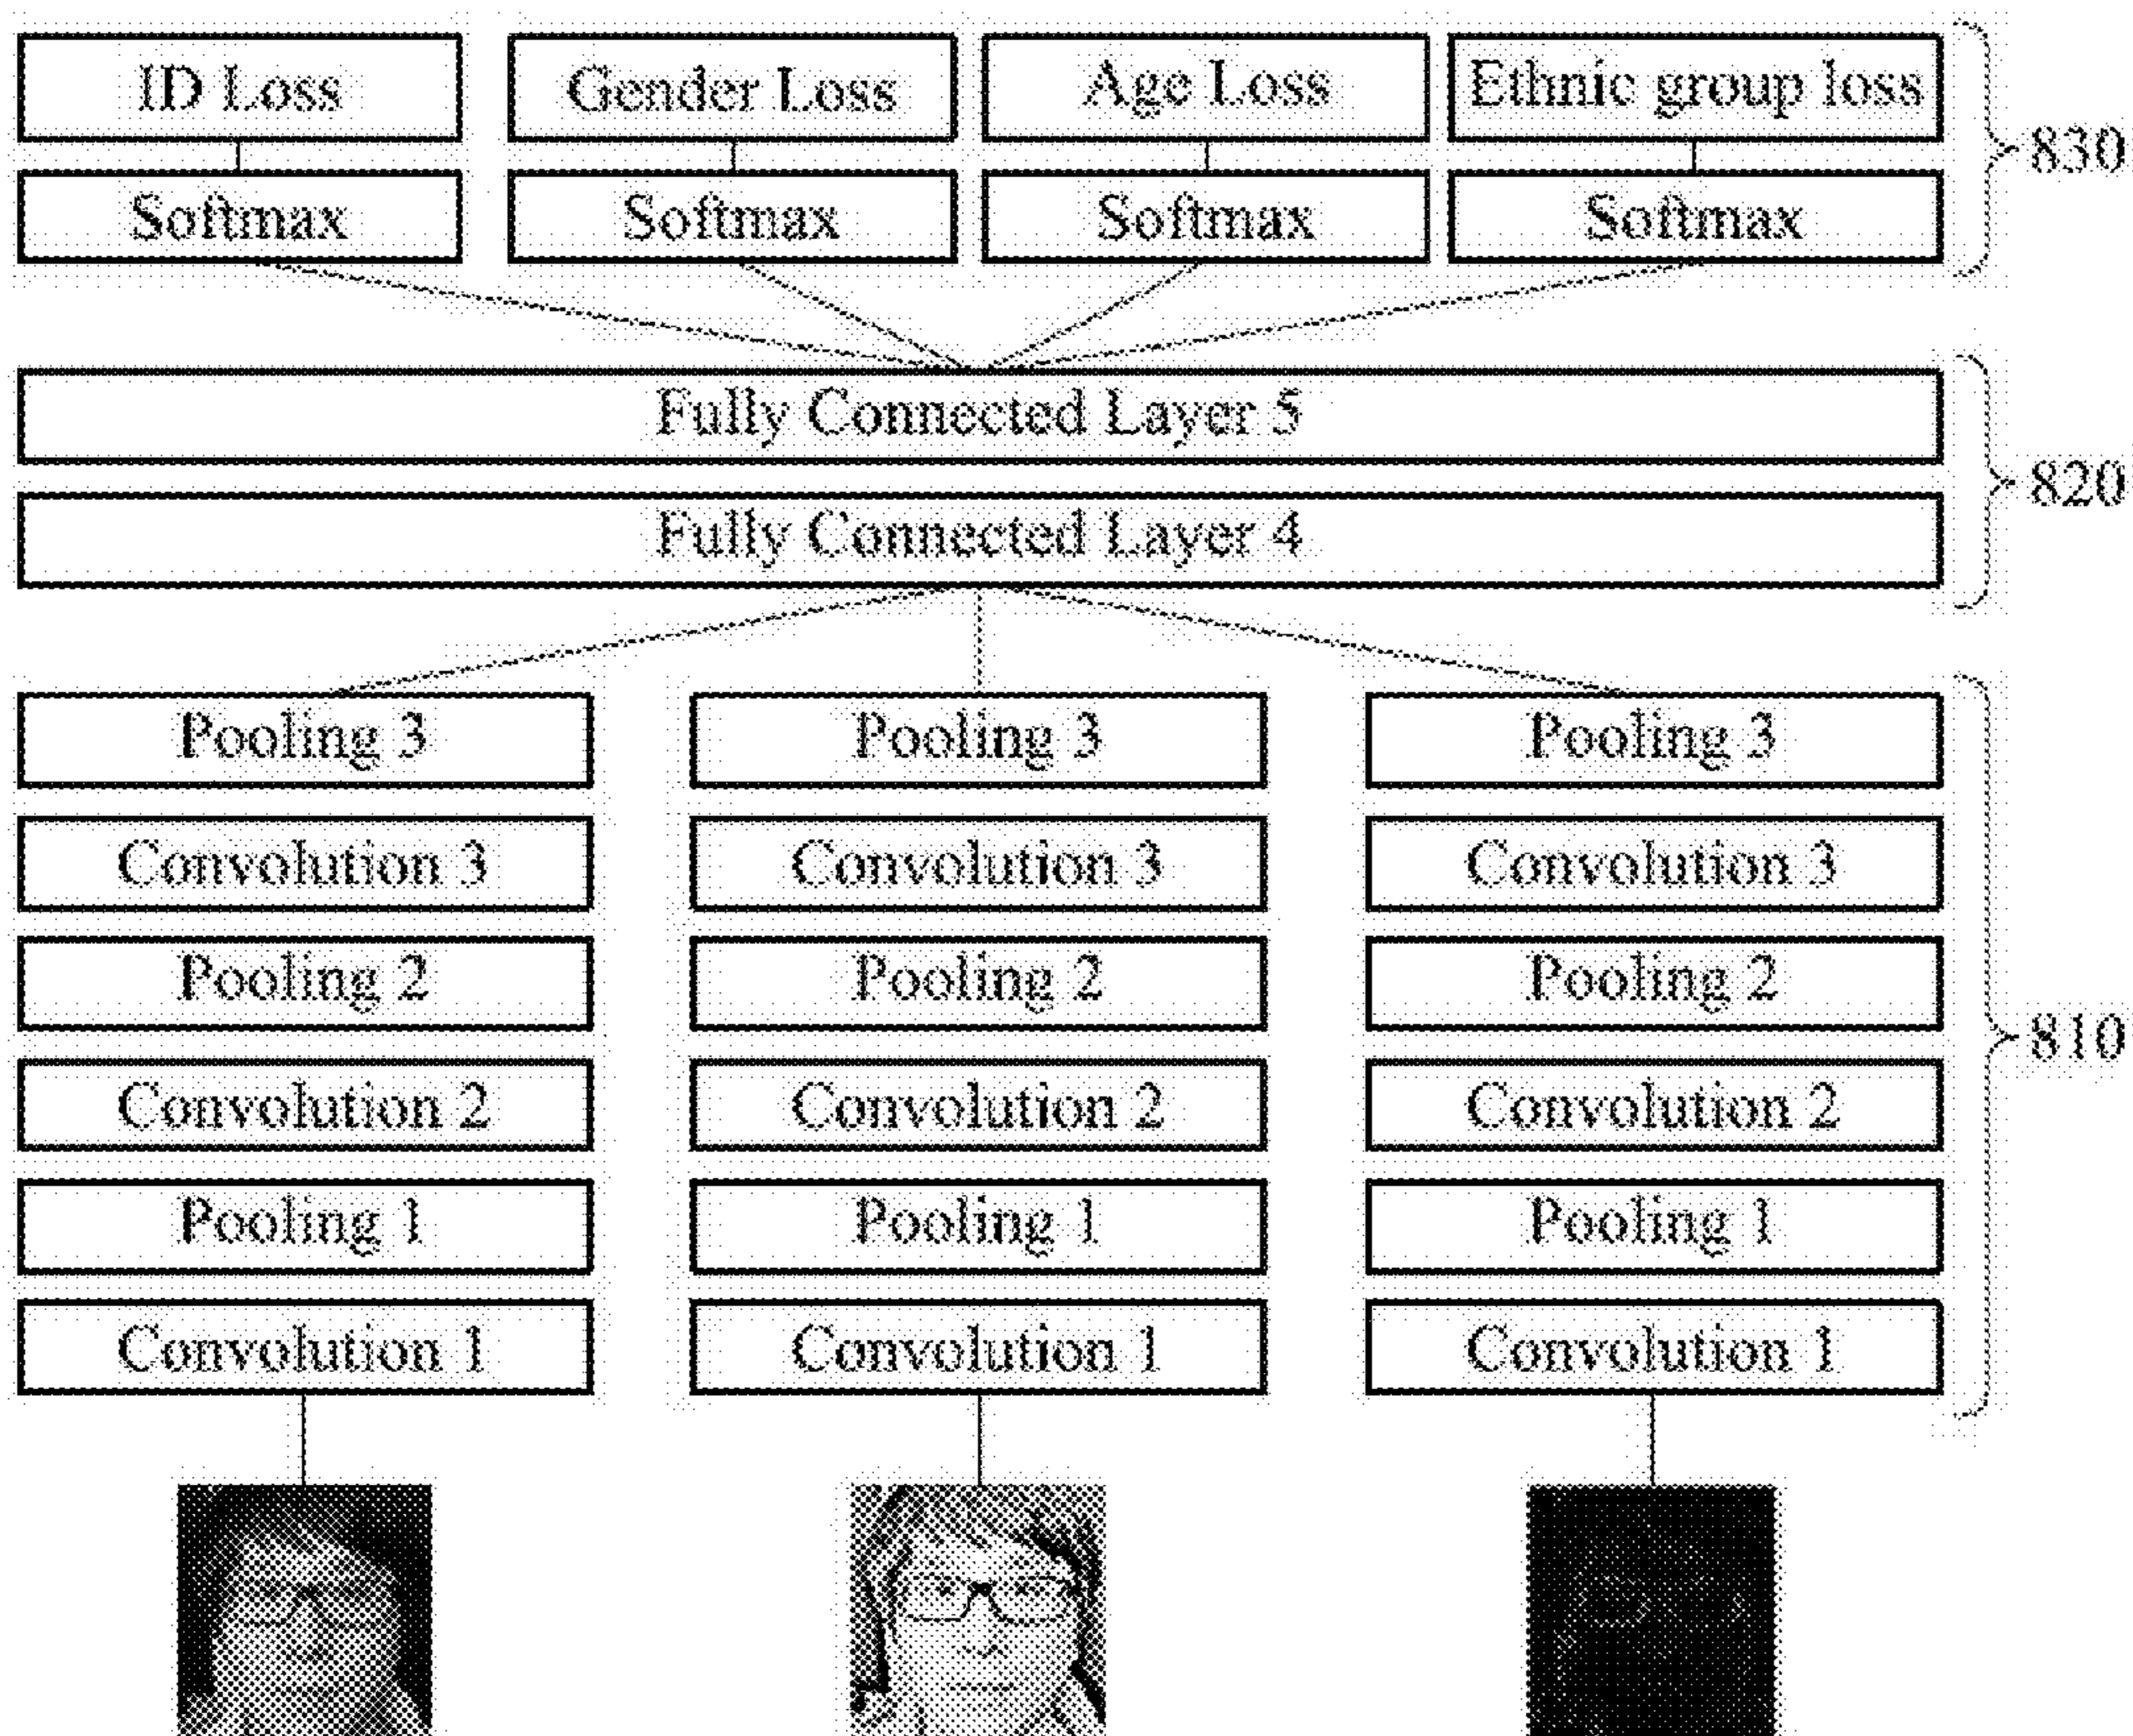 ID Loss Gender Loss Age Loss Ethnic group loss
830
Softmax Softmax Softmax Softmax
Fully Connected Layer 5
820
Fully Connected Layer 4
Pooling 3 Pooling 3 Pooling 3
Convolution 3 Convolution 3 Convolution 3
Pooling 2 Pooling 2 Pooling 2
810
Convolution 2 Convolution 2 Convolution 2
Pooling 1 Pooling 1 Pooling 1
Convolution 1 Convolution 1 Convolution 1